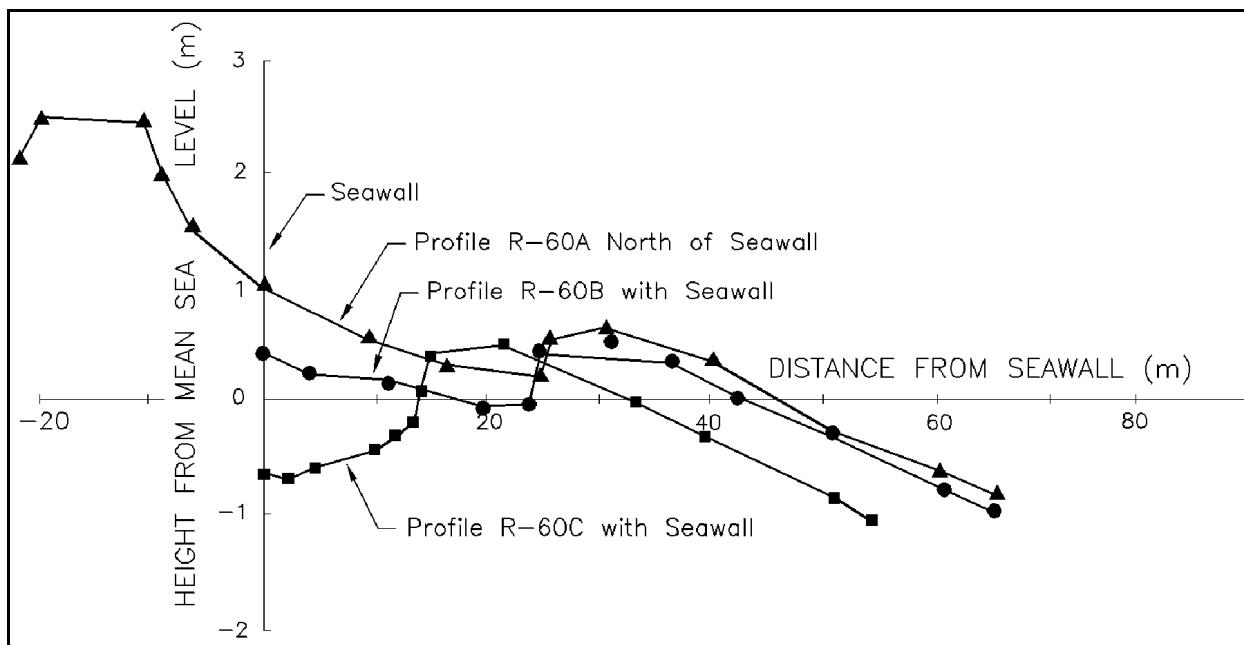 HEIGHT FROM MEAN SEA LEVEL (m)
3
2
Seawall
Profile R-60A North of Seawall
1
Profile R-60B with Seawall
DISTANCE FROM SEAWALL (m)
0
-20
20
40
60
80
-1
Profile R-60C with Seawall
-2